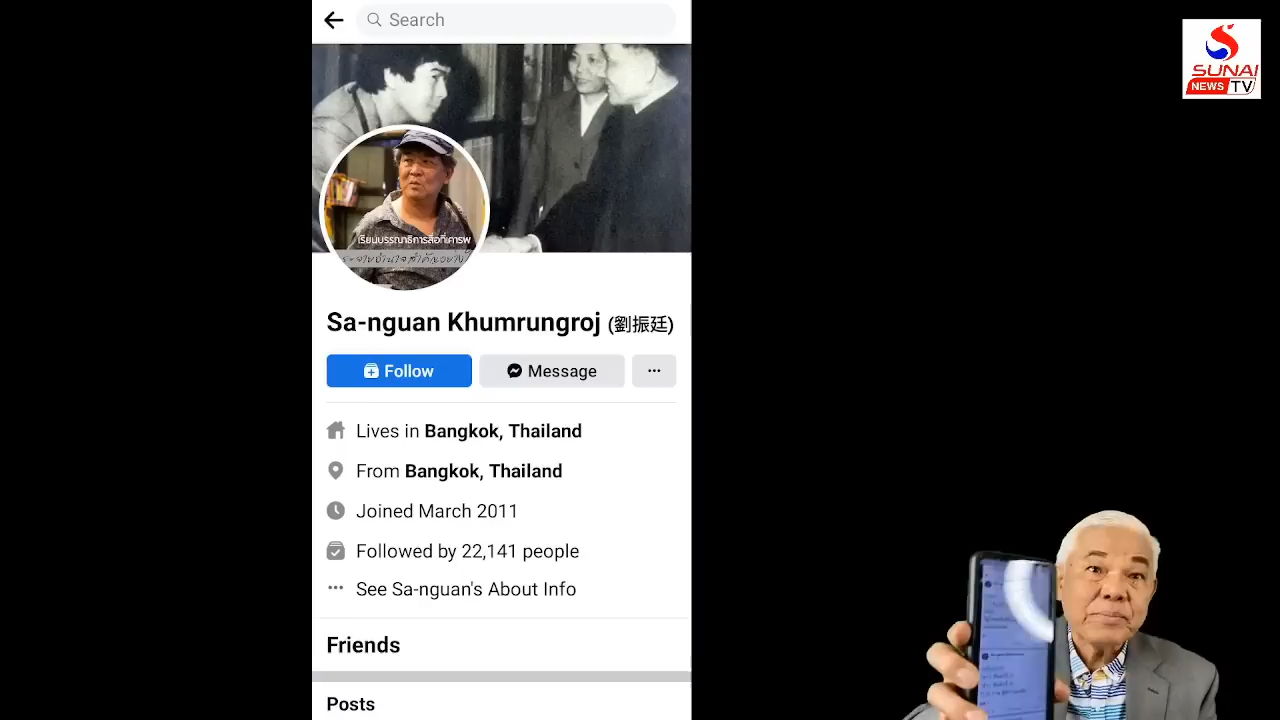 Search
SUNAI
NEWS TV
เรียนบรรณาธิการสื่อที่เคารพ
Sa-nguan Khumrungroj (劉振廷)
Follow
Message
Lives in Bangkok, Thailand
From Bangkok, Thailand
Joined March 2011
Followed by 22,141 people
See Sa-nguan's About Info
Friends
Posts